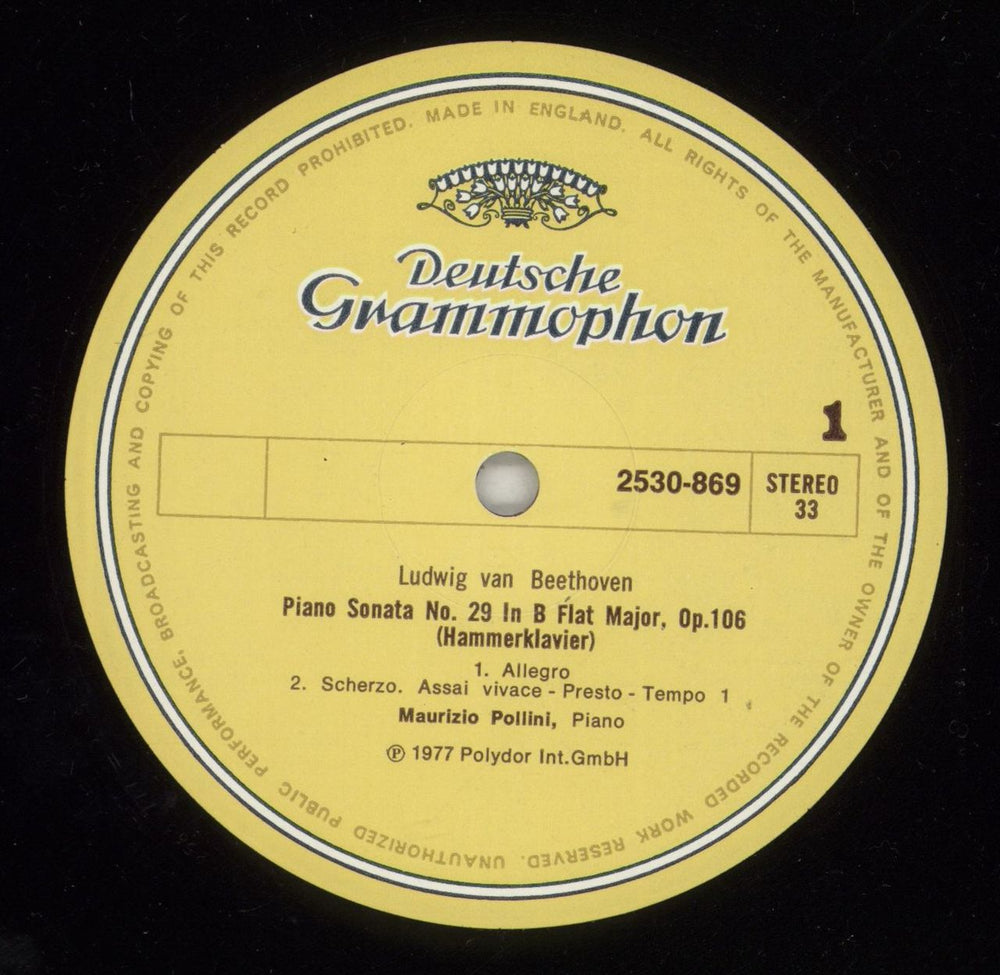 MADE IN ENGLAND. ALL RIGHTS OF THE MANUFACTURER AND OF THE OWNER OF THE RECORDED WORK RESERVED. UNAUTHORIZED PUBLIC PERFORMANCE, BROADCASTING AND COPYING OF THIS RECORD PROHIBITED.
Deutsche
Grammophon
1
2530-869
STEREO
33
Ludwig van Beethoven
Piano Sonata No. 29 In B Flat Major, Op.106
(Hammerklavier)
1. Allegro
2. Scherzo. Assai vivace - Presto - Tempo 1
Maurizio Pollini, Piano
℗ 1977 Polydor Int.GmbH